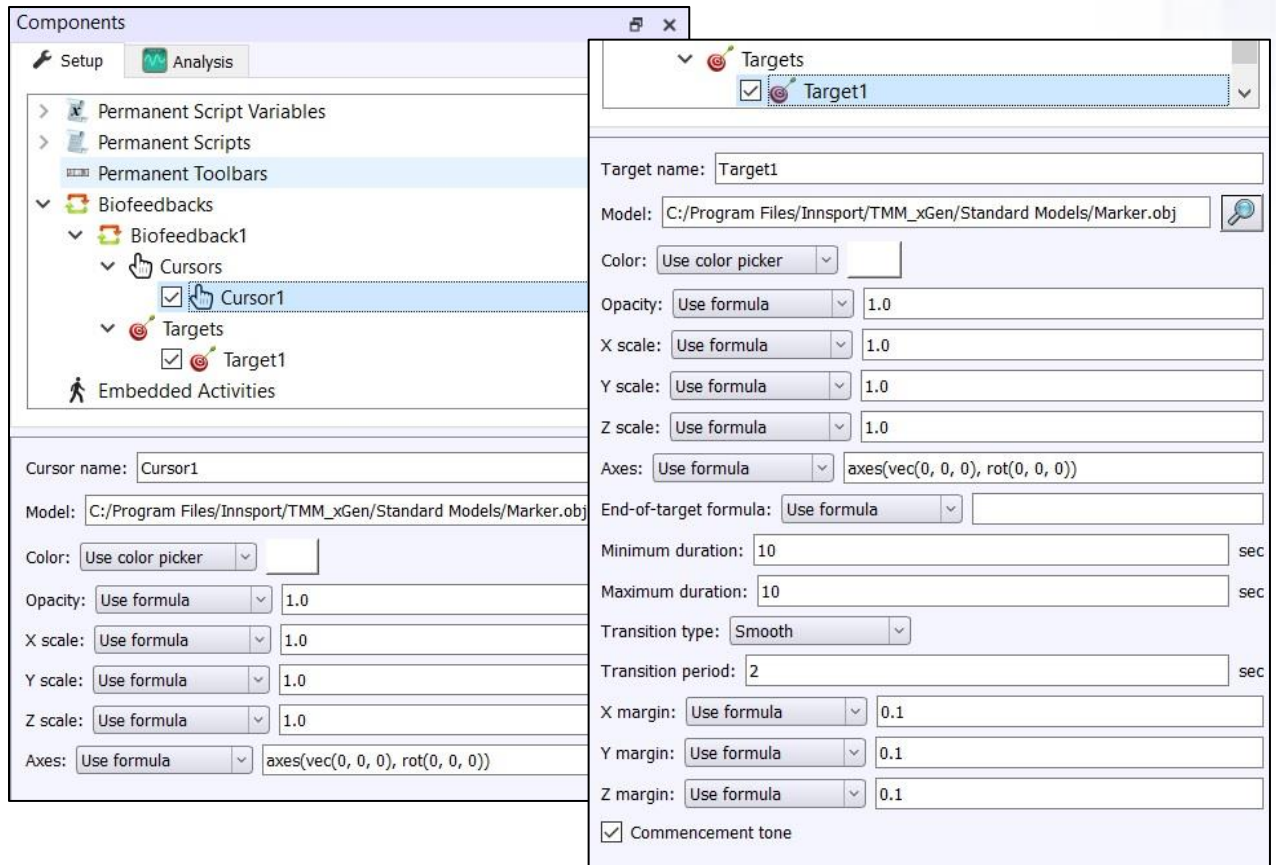 Components
Setup Analysis
Permanent Script Variables
Permanent Scripts
Permanent Toolbars
Biofeedbacks
Biofeedback1
Cursors
Cursor1
Targets
Target1
Embedded Activities
Cursor name: Cursor1
Model: C:/Program Files/Innsport/TMM_xGen/Standard Models/Marker.obj
Color: Use color picker
Opacity: Use formula 1.0
X scale: Use formula 1.0
Y scale: Use formula 1.0
Z scale: Use formula 1.0
Axes: Use formula axes(vec(0, 0, 0), rot(0, 0, 0))
Targets
Target1
Target name: Target1
Model: C:/Program Files/Innsport/TMM_xGen/Standard Models/Marker.obj
Color: Use color picker
Opacity: Use formula 1.0
X scale: Use formula 1.0
Y scale: Use formula 1.0
Z scale: Use formula 1.0
Axes: Use formula axes(vec(0, 0, 0), rot(0, 0, 0))
End-of-target formula: Use formula
Minimum duration: 10 sec
Maximum duration: 10 sec
Transition type: Smooth
Transition period: 2 sec
X margin: Use formula 0.1
Y margin: Use formula 0.1
Z margin: Use formula 0.1
Commencement tone